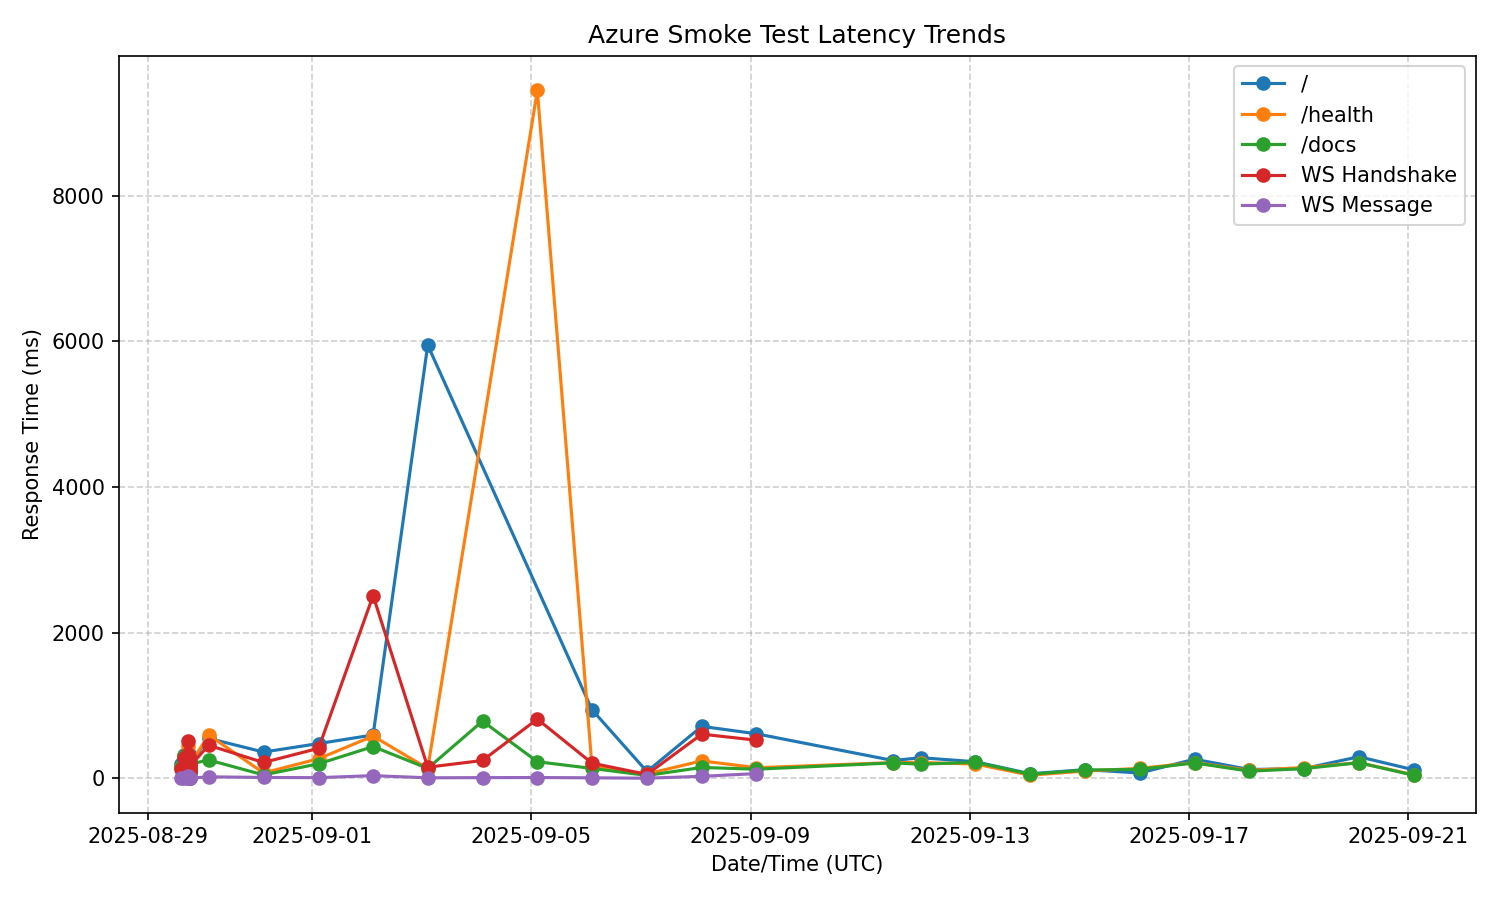 Azure Smoke Test Latency Trends
/
/health
/docs
WS Handshake
WS Message
Response Time (ms)
8000
6000
4000
2000
0
2025-08-29 2025-09-01 2025-09-05 2025-09-09 2025-09-13 2025-09-17 2025-09-21
Date/Time (UTC)